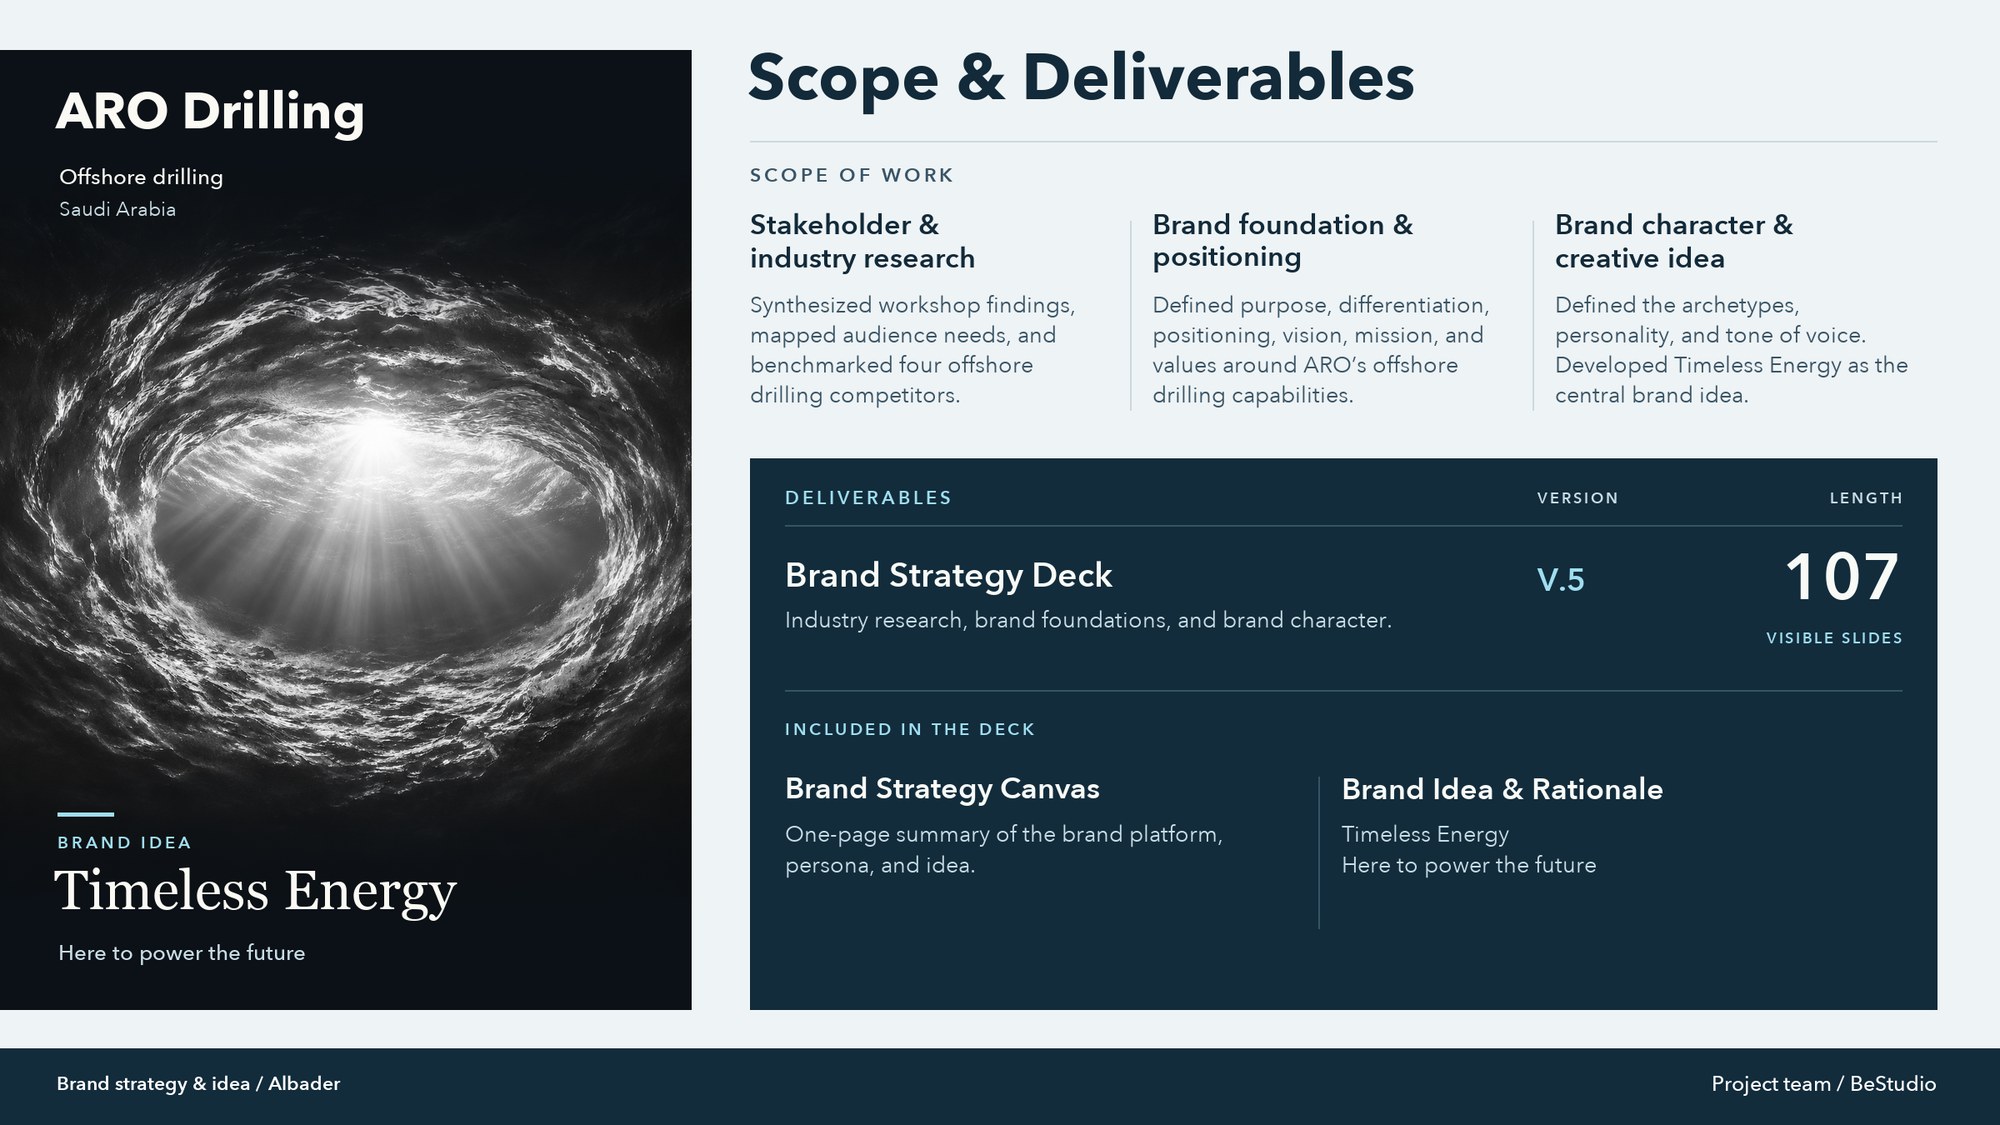 ARO Drilling
Offshore drilling
Saudi Arabia
BRAND IDEA
Timeless Energy
Here to power the future
Scope & Deliverables
SCOPE OF WORK
Stakeholder &
industry research
Synthesized workshop findings,
mapped audience needs, and
benchmarked four offshore
drilling competitors.
Brand foundation &
positioning
Defined purpose, differentiation,
positioning, vision, mission, and
values around ARO’s offshore
drilling capabilities.
Brand character &
creative idea
Defined the archetypes,
personality, and tone of voice.
Developed Timeless Energy as the
central brand idea.
DELIVERABLES
VERSION
LENGTH
Brand Strategy Deck
Industry research, brand foundations, and brand character.
V.5
107
VISIBLE SLIDES
INCLUDED IN THE DECK
Brand Strategy Canvas
One-page summary of the brand platform,
persona, and idea.
Brand Idea & Rationale
Timeless Energy
Here to power the future
Brand strategy & idea / Albader
Project team / BeStudio